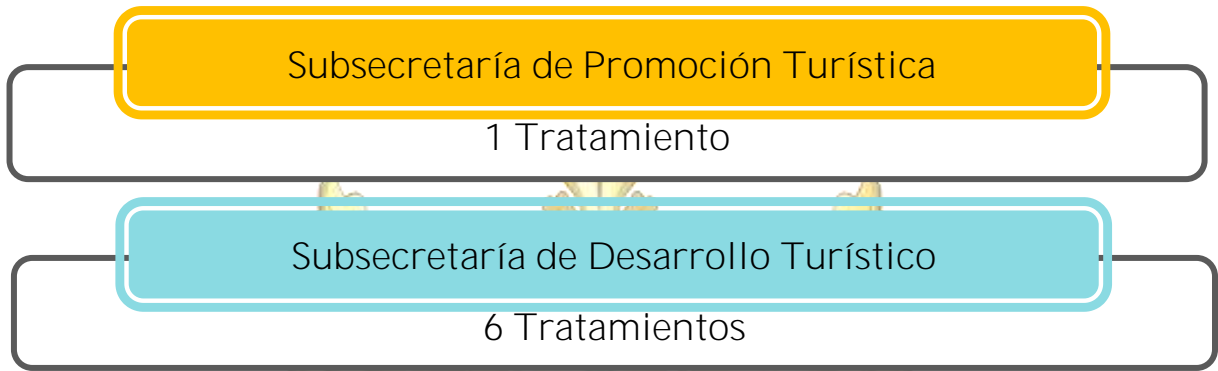 Subsecretaría de Promoción Turística
1 Tratamiento
Subsecretaría de Desarrollo Turístico
6 Tratamientos